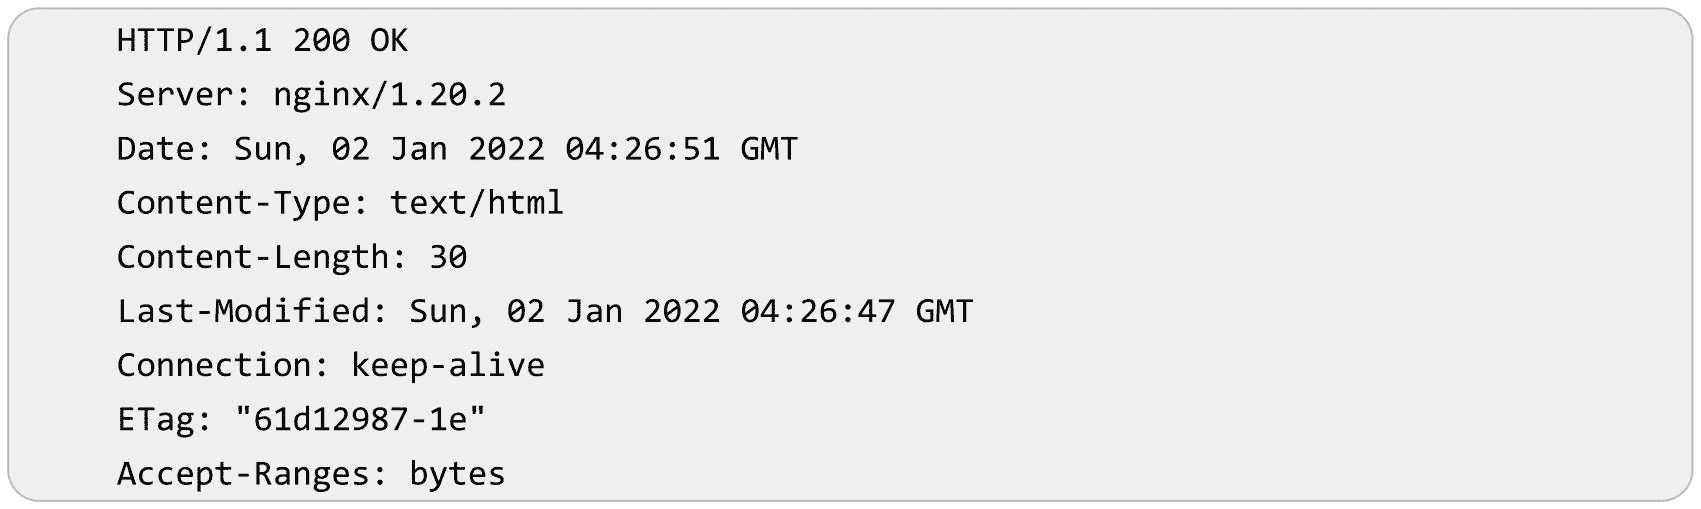 HTTP/1.1 200 OK
Server: nginx/1.20.2
Date: Sun, 02 Jan 2022 04:26:51 GMT
Content-Type: text/html
Content-Length: 30
Last-Modified: Sun, 02 Jan 2022 04:26:47 GMT
Connection: keep-alive
ETag: "61d12987-1e"
Accept-Ranges: bytes